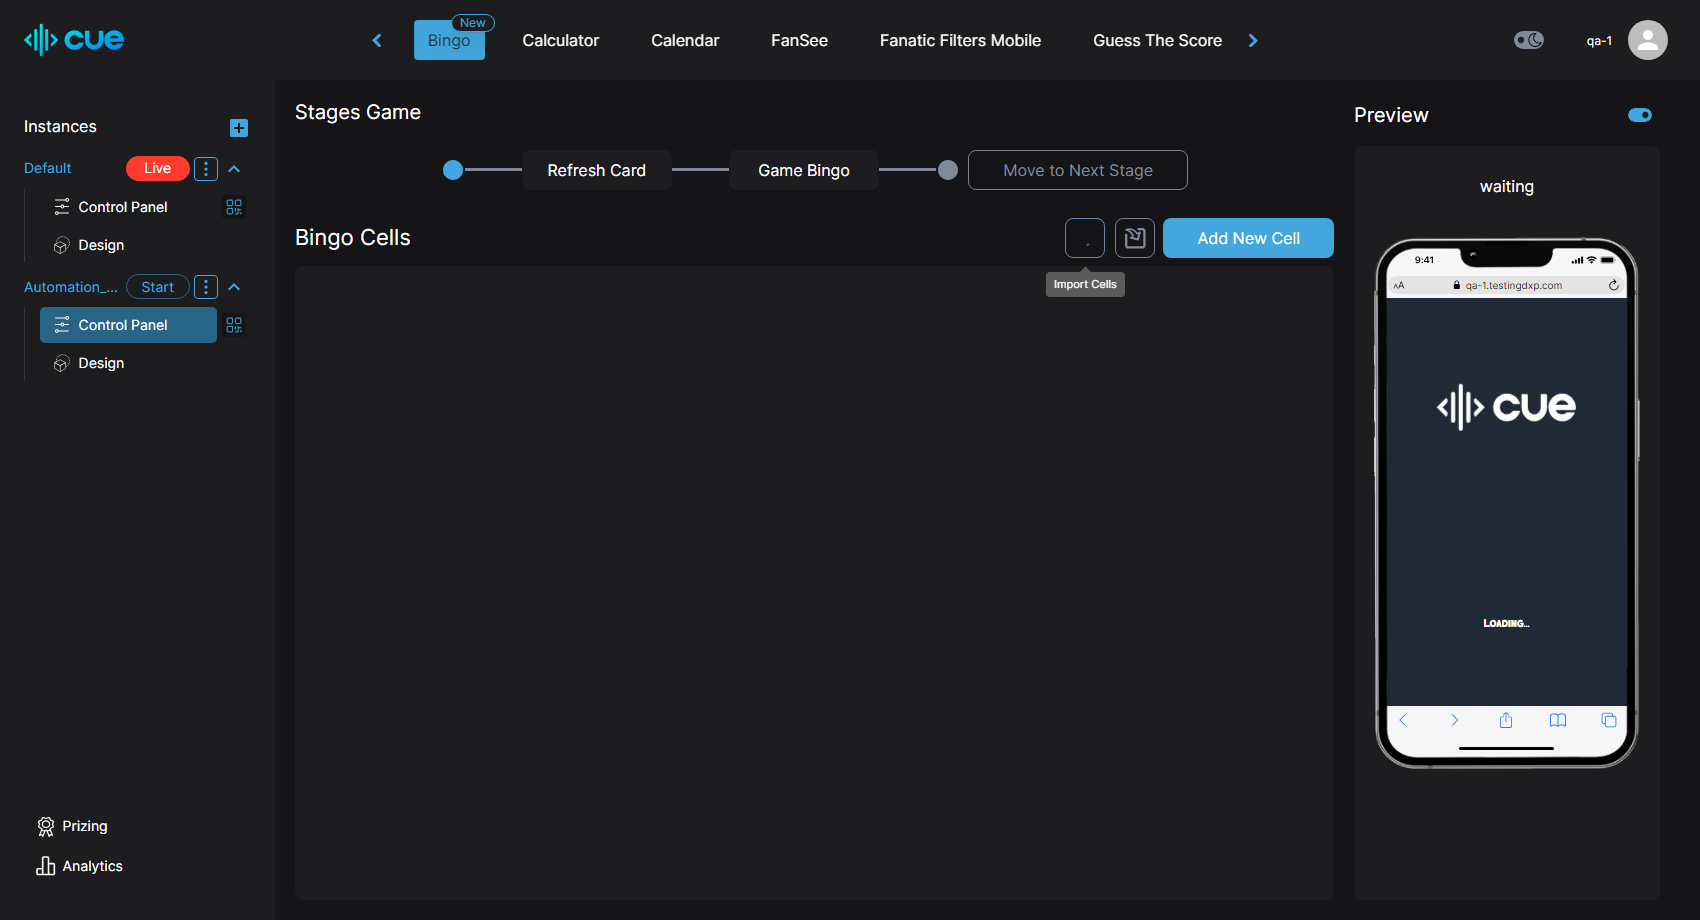 cue
New
Bingo
Calculator
Calendar
FanSee
Fanatic Filters Mobile
Guess The Score
qa-1
Instances
Default
Live
Control Panel
Design
Automation_...
Start
Control Panel
Design
Prizing
Analytics
Stages Game
Refresh Card
Game Bingo
Move to Next Stage
Bingo Cells
Add New Cell
Import Cells
Preview
waiting
9:41
AA
qa-1.testingdxp.com
cue
LOADING...